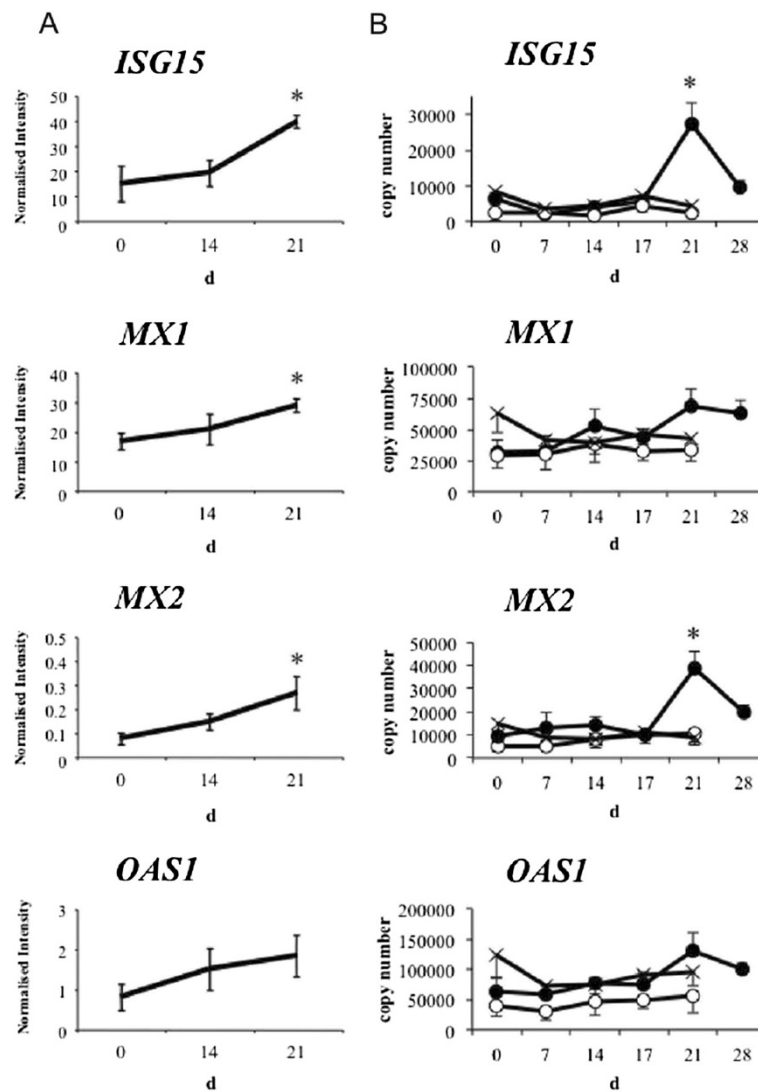 A
ISG15
Normalised Intensity
50
40
30
20
10
0
*
0 14 21
d
MX1
Normalised Intensity
40
30
20
10
0
*
0 14 21
d
MX2
Normalised Intensity
0.5
0.4
0.3
0.2
0.1
0
*
0 14 21
d
OAS1
Normalised Intensity
3
2
1
0
0 14 21
d
B
ISG15
copy number
30000
20000
10000
0
*
0 7 14 17 21 28
d
MX1
copy number
100000
75000
50000
25000
0
0 7 14 17 21 28
d
MX2
copy number
50000
40000
30000
20000
10000
0
*
0 7 14 17 21 28
d
OAS1
copy number
200000
150000
100000
50000
0
0 7 14 17 21 28
d